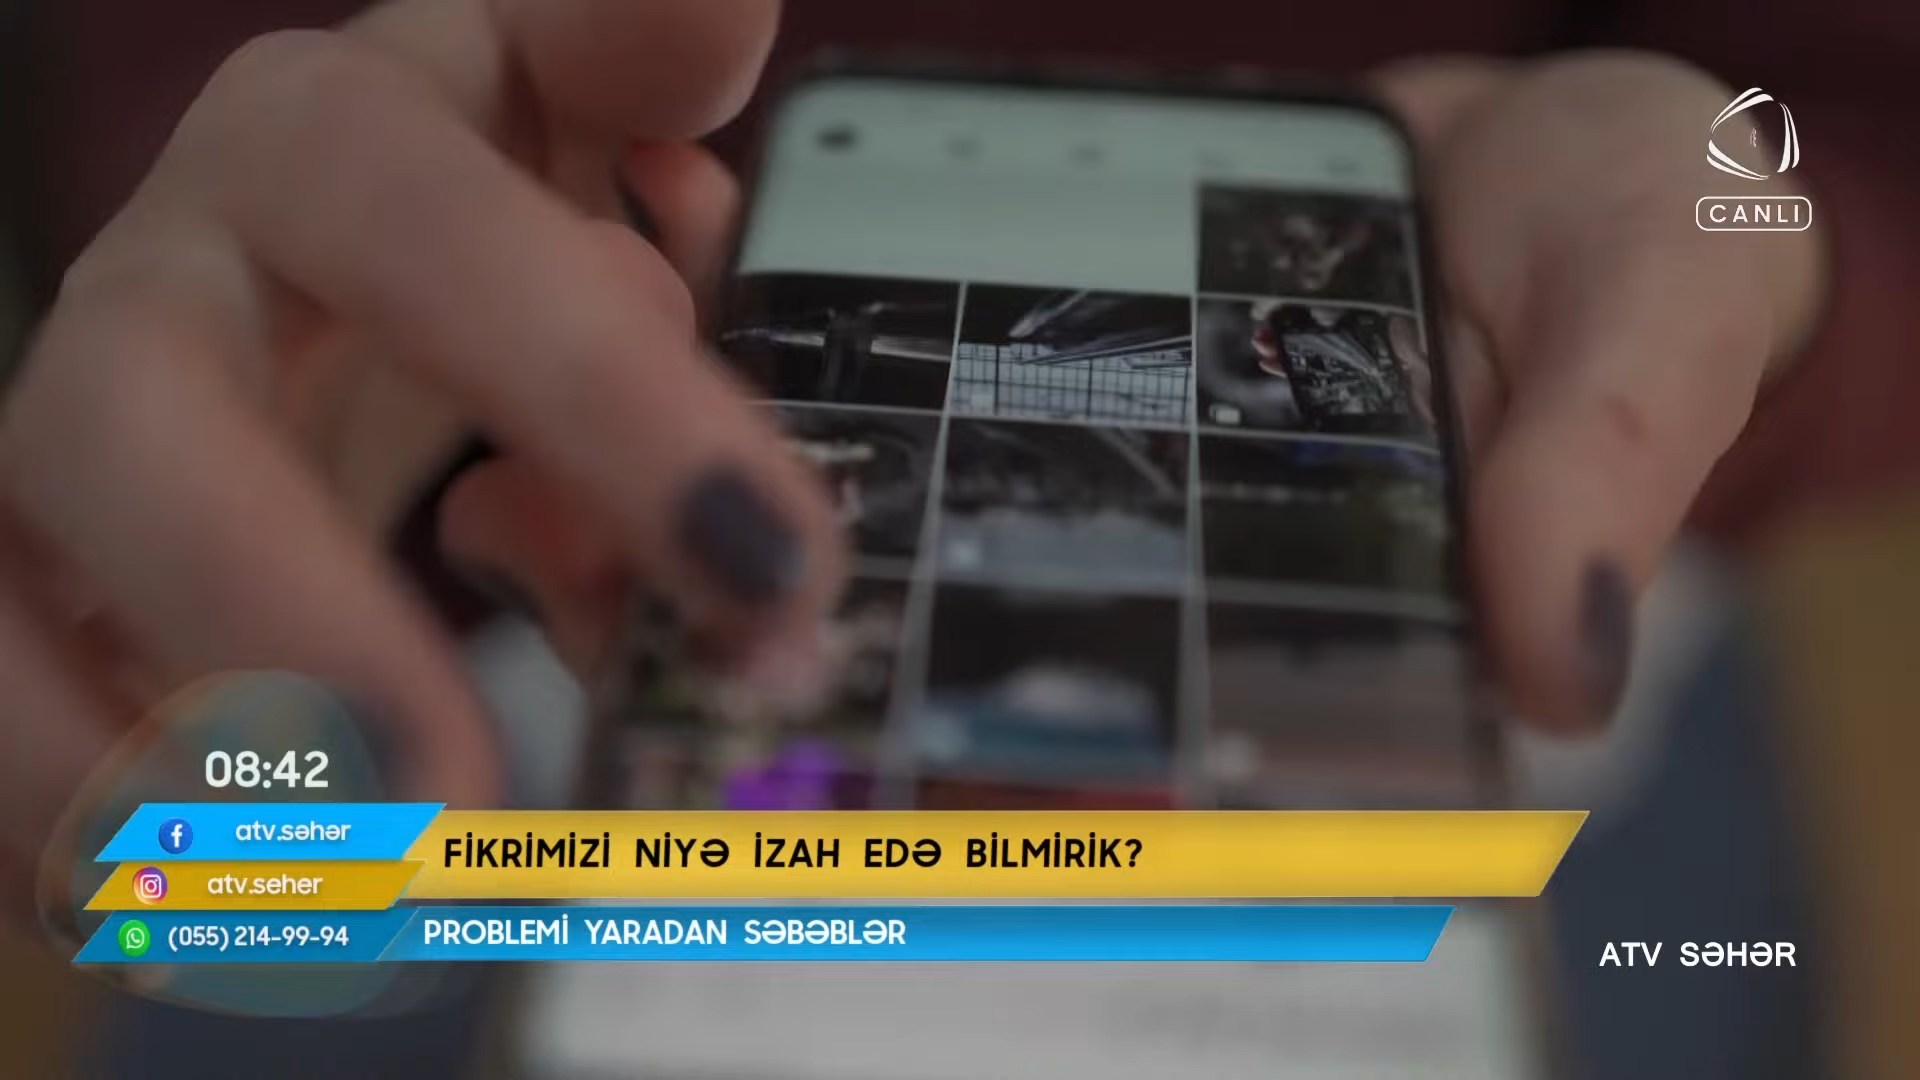 CANLI
08:42
atv.səhər
FİKRİMİZİ NİYƏ İZAH EDƏ BİLMİRİK?
atv.seher
(055) 214-99-94
PROBLEMİ YARADAN SƏBƏBLƏR
ATV SƏHƏR